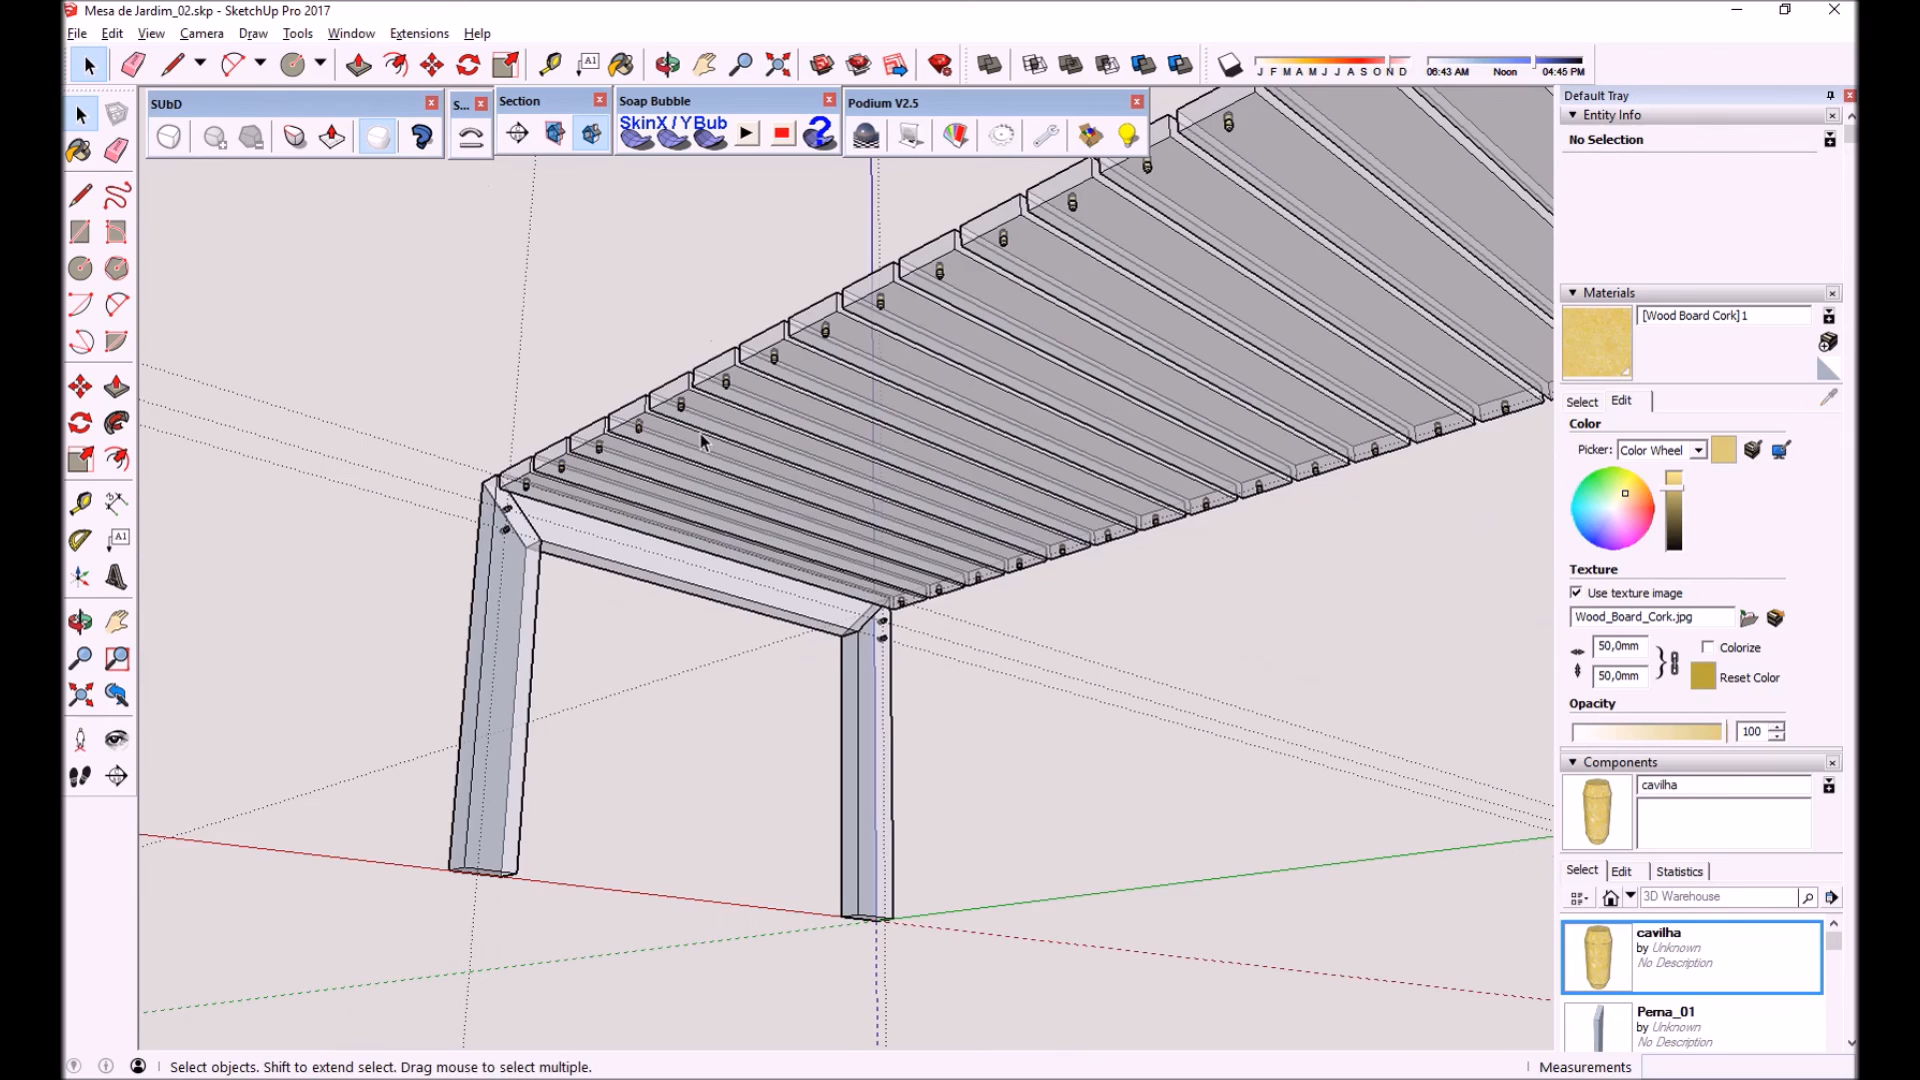 Mesa de Jardim_02.skp - SketchUp Pro 2017
File Edit View Camera Draw Tools Window Extensions Help
A1
J F M A M J J A S O N D
06:43 AM Noon 04:45 PM
SUbD
S...
Section
Soap Bubble
Podium V2.5
SkinX / YBub
?
A1
Default Tray
Entity Info
No Selection
Materials
[Wood Board Cork]1
Select Edit
Color
Picker: Color Wheel
Texture
Use texture image
Wood_Board_Cork.jpg
50,0mm
Colorize
50,0mm
Reset Color
Opacity
100
Components
cavilha
Select Edit Statistics
3D Warehouse
cavilha
by Unknown
No Description
Perna_01
by Unknown
No Description
Select objects. Shift to extend select. Drag mouse to select multiple.
Measurements